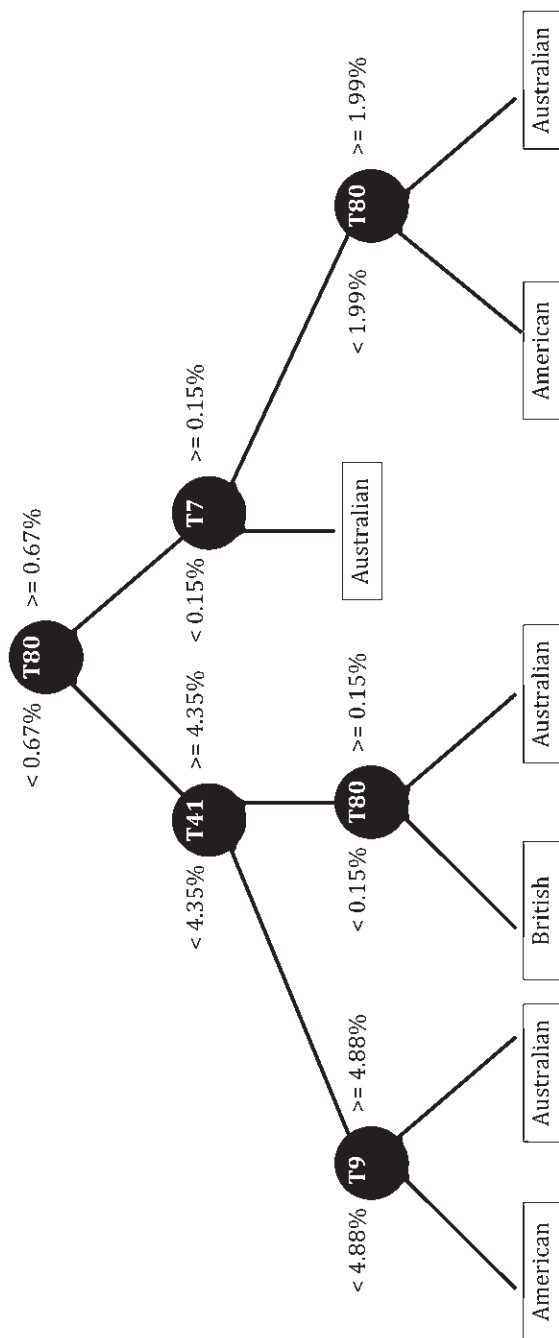 T80
< 0.67%
>= 0.67%
T41
T7
< 4.35%
>= 4.35%
< 0.15%
>= 0.15%
T9
T80
Australian
T80
< 4.88%
>= 4.88%
< 0.15%
>= 0.15%
< 1.99%
>= 1.99%
American
Australian
British
Australian
American
Australian